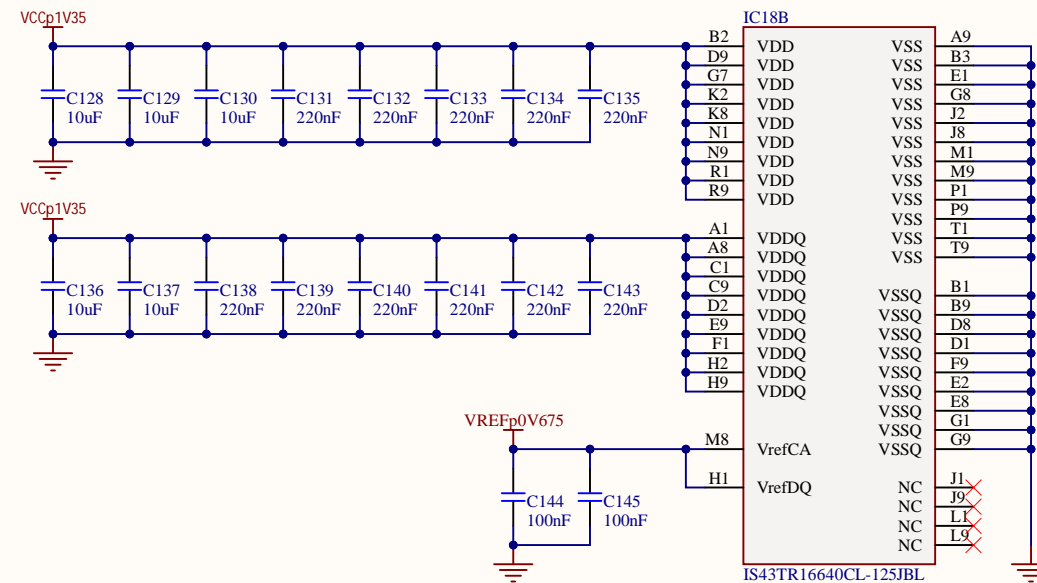 VCCp1V35
IC18B
B2 VDD VSS A9
D9 VDD VSS B3
G7 VDD VSS E1
K2 VDD VSS G8
K8 VDD VSS J2
N1 VDD VSS J8
N9 VDD VSS M1
R1 VDD VSS M9
R9 VDD VSS P1
VSS P9
A1 VDDQ VSS T1
A8 VDDQ VSS T9
C1 VDDQ
C9 VDDQ VSSQ B1
D2 VDDQ VSSQ B9
E9 VDDQ VSSQ D8
F1 VDDQ VSSQ D1
H2 VDDQ VSSQ F9
H9 VDDQ VSSQ E2
VSSQ E8
VSSQ G1
M8 VrefCA VSSQ G9
H1 VrefDQ NC J1
NC J9
NC L1
NC L9
IS43TR16640CL-125JBL
C128 C129 C130 C131 C132 C133 C134 C135
10uF 10uF 10uF 220nF 220nF 220nF 220nF 220nF
VCCp1V35
C136 C137 C138 C139 C140 C141 C142 C143
10uF 10uF 220nF 220nF 220nF 220nF 220nF 220nF
VREFp0V675
C144 C145
100nF 100nF